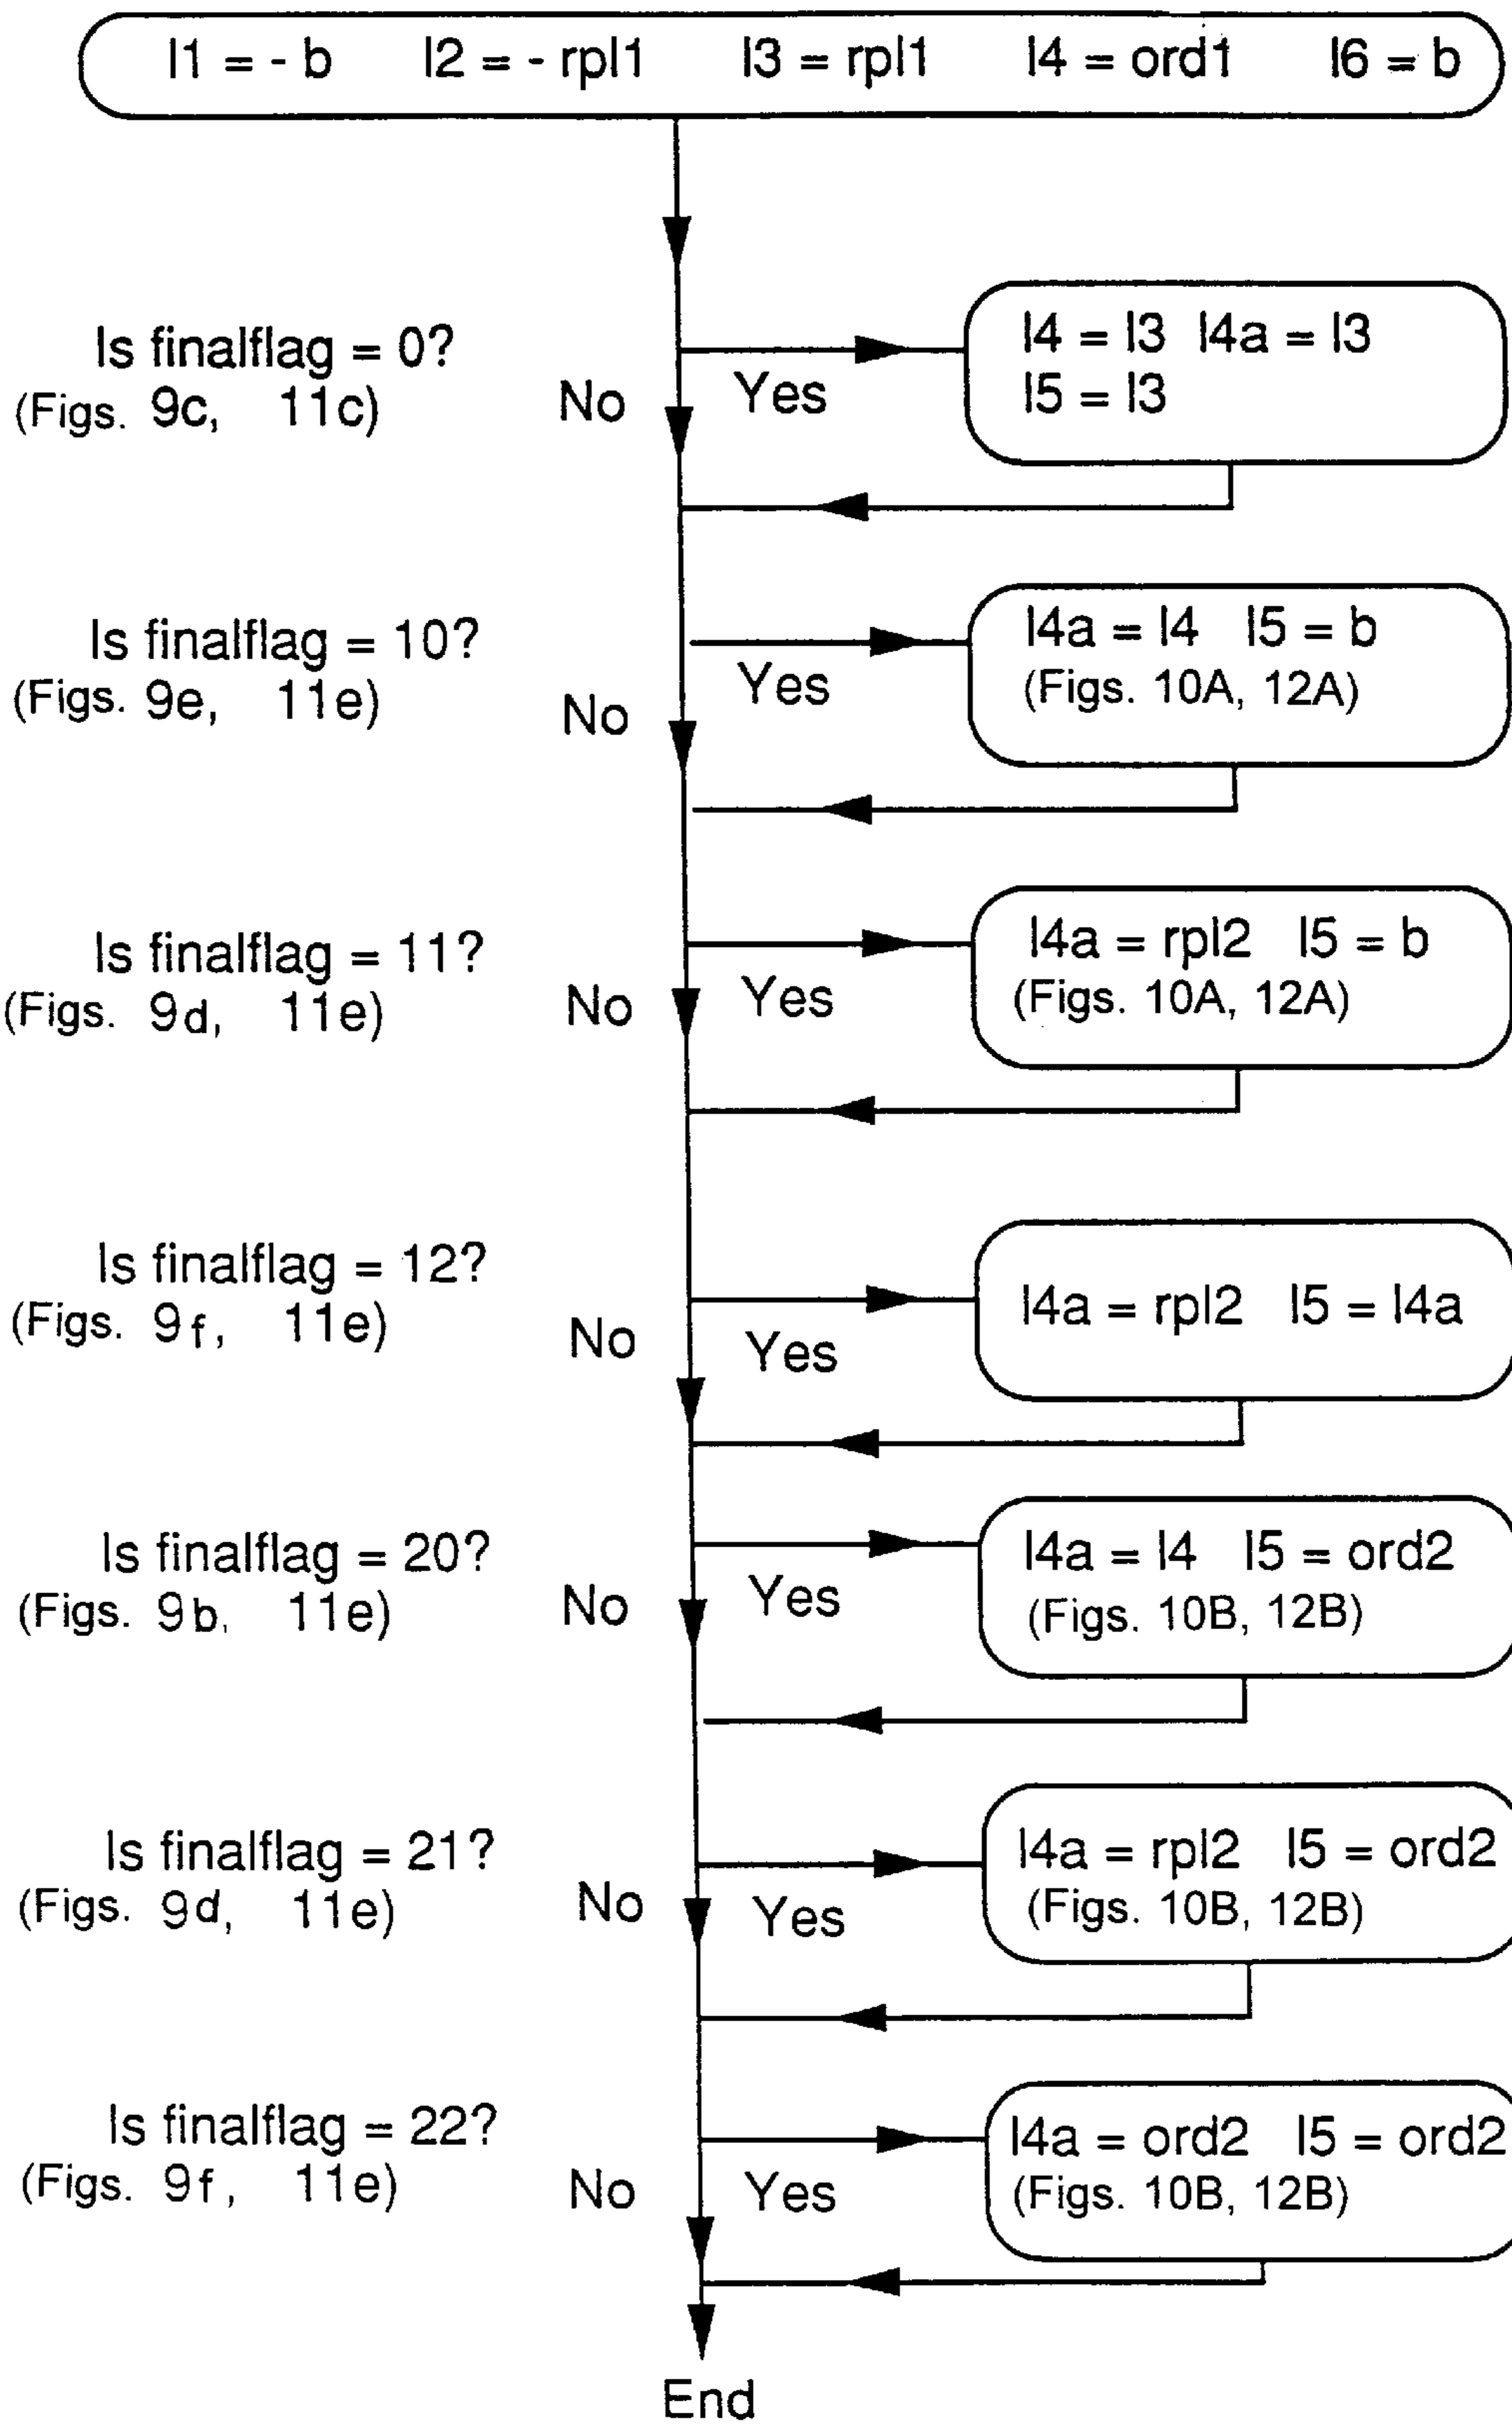 l1 = - b l2 = - rpl1 l3 = rpl1 l4 = ord1 l6 = b
Is finalflag = 0?
(Figs. 9c, 11c)
No
Yes
l4 = l3 l4a = l3
l5 = l3
Is finalflag = 10?
(Figs. 9e, 11e)
No
Yes
l4a = l4 l5 = b
(Figs. 10A, 12A)
Is finalflag = 11?
(Figs. 9d, 11e)
No
Yes
l4a = rpl2 l5 = b
(Figs. 10A, 12A)
Is finalflag = 12?
(Figs. 9f, 11e)
No
Yes
l4a = rpl2 l5 = l4a
Is finalflag = 20?
(Figs. 9b, 11e)
No
Yes
l4a = l4 l5 = ord2
(Figs. 10B, 12B)
Is finalflag = 21?
(Figs. 9d, 11e)
No
Yes
l4a = rpl2 l5 = ord2
(Figs. 10B, 12B)
Is finalflag = 22?
(Figs. 9f, 11e)
No
Yes
l4a = ord2 l5 = ord2
(Figs. 10B, 12B)
End